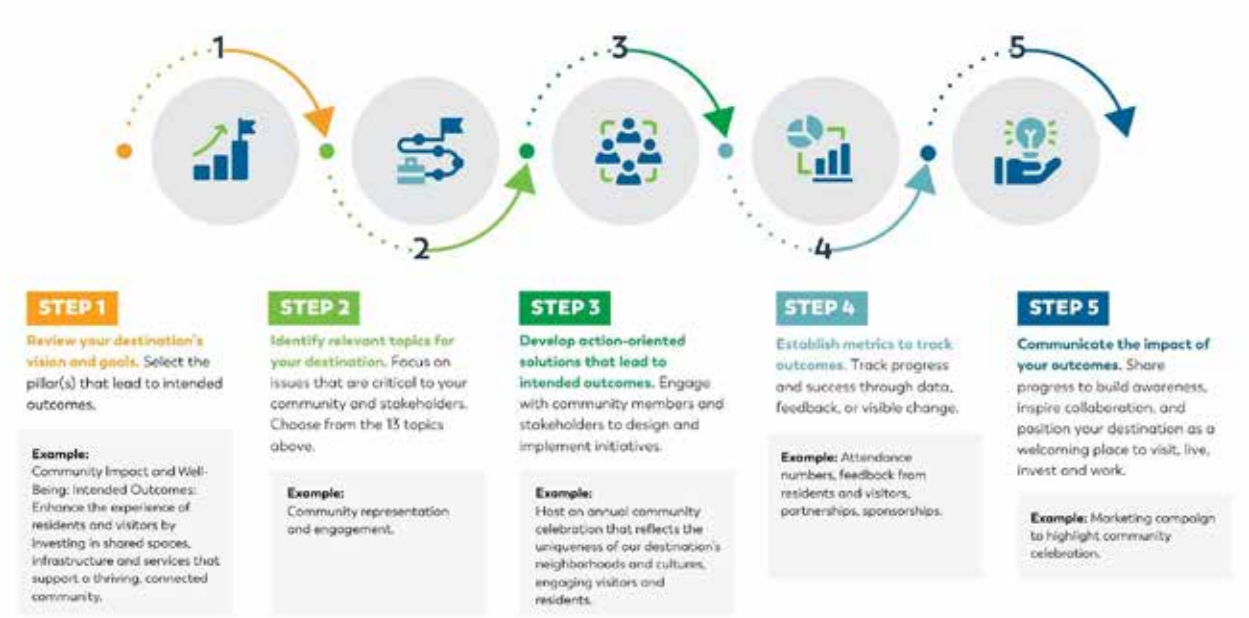 1
3
5
2
4
STEP 1
Review your destination's
vision and goals. Select the
pillar(s) that lead to intended
outcomes.
Example:
Community Impact and Well-
Being: Intended Outcomes:
Enhance the experience of
residents and visitors by
Investing in shared spaces,
infrastructure and services that
support a thriving, connected
community.
STEP 2
Identify relevant topics for
your destination. Focus on
issues that are critical to your
community and stakeholders.
Choose from the 13 topics
above.
Example:
Community representation
and engagement.
STEP 3
Develop action-oriented
solutions that lead to
intended outcomes. Engage
with community members and
stakeholders to design and
implement initiatives.
Example:
Host an annual community
celebration that reflects the
uniqueness of our destination's
neighborhoods and cultures,
engaging visitors and
residents.
STEP 4
Establish metrics to track
outcomes. Track progress
and success through data,
feedback, or visible change.
Example: Attendance
numbers, feedback from
residents and visitors,
partnerships, sponsorships.
STEP 5
Communicate the impact of
your outcomes. Share
progress to build awareness,
inspire collaboration, and
position your destination as a
welcoming place to visit, live,
invest and work.
Example: Marketing campaign
to highlight community
celebration.